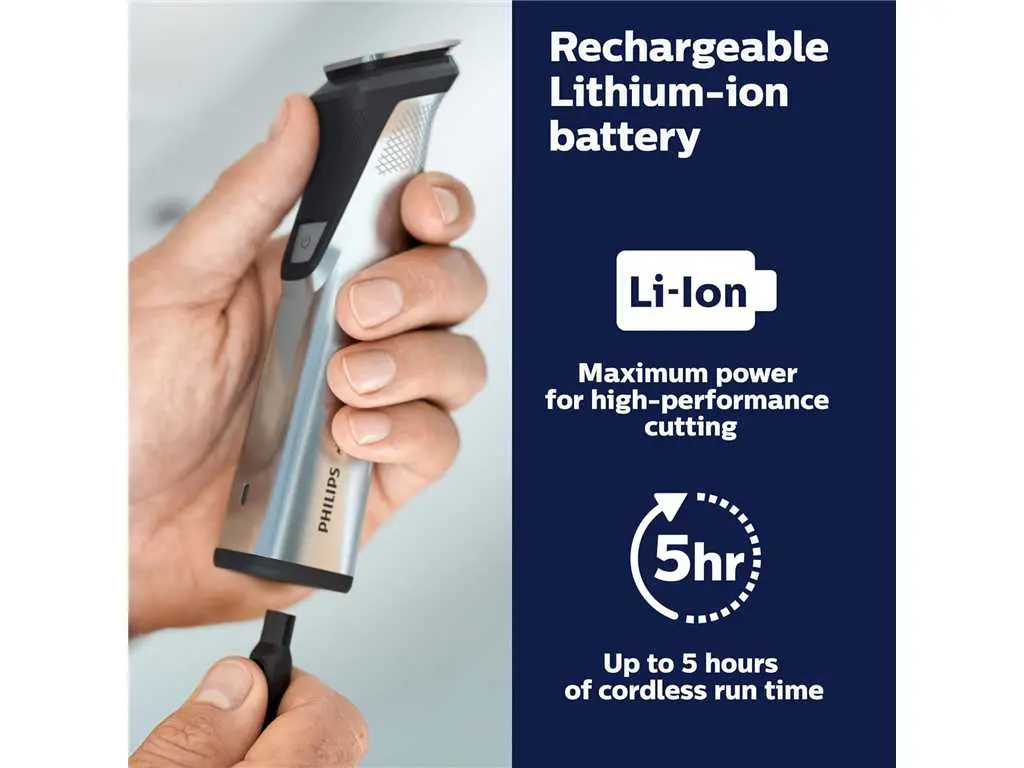 Rechargeable
Lithium-ion
battery
Li-Ion
Maximum power
for high-performance
cutting
5hr
Up to 5 hours
of cordless run time
PHILIPS